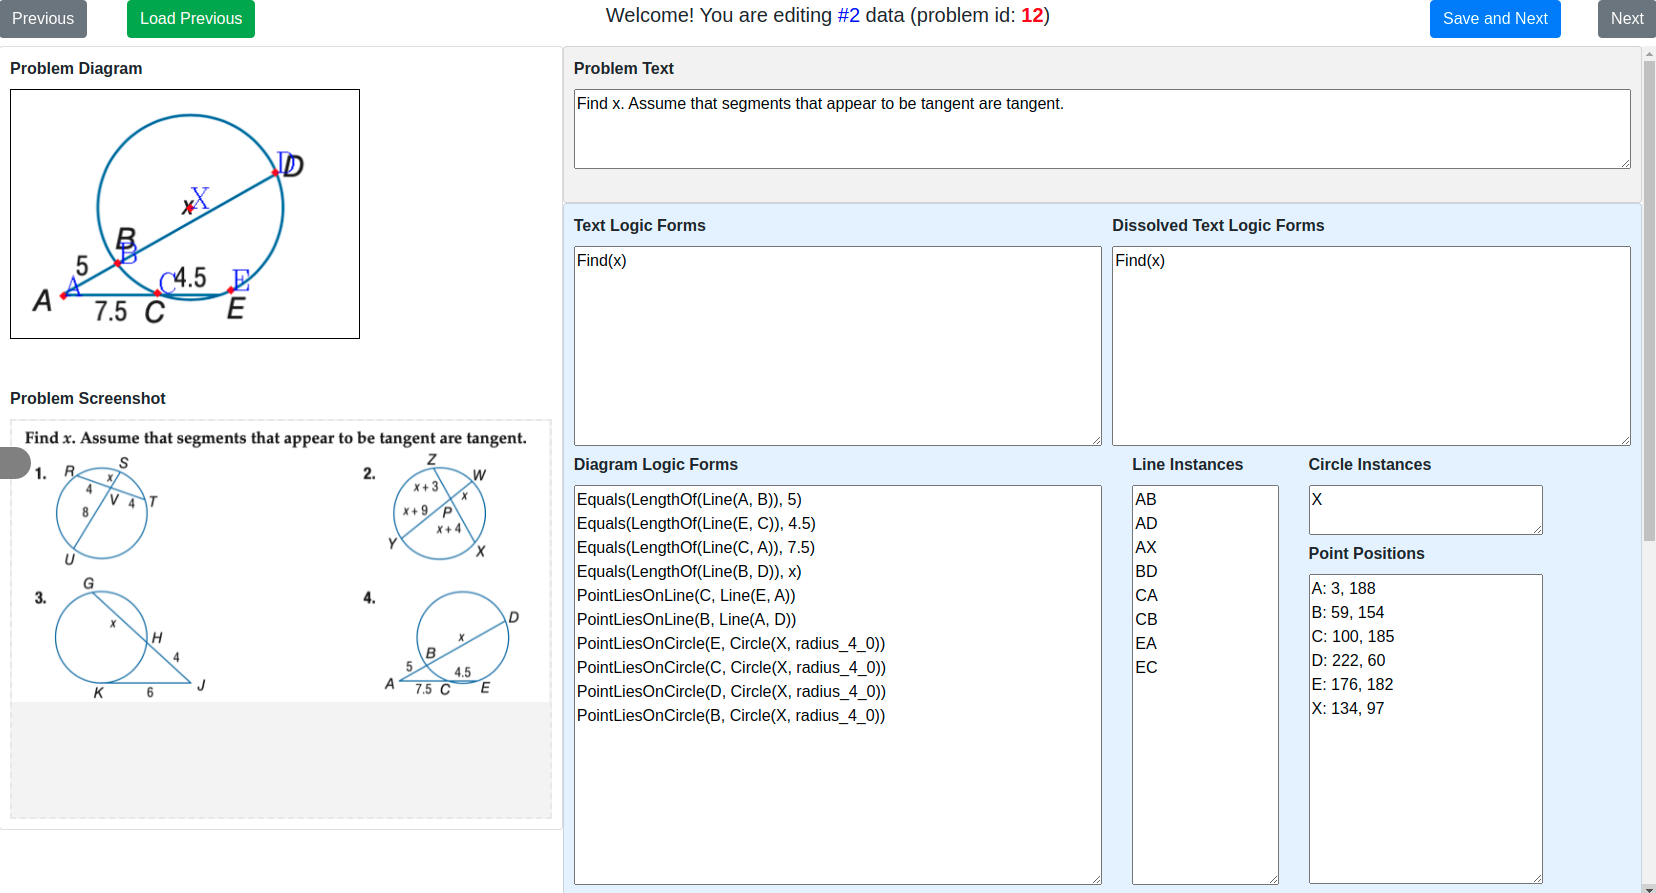 Previous
Load Previous
Welcome! You are editing #2 data (problem id: 12)
Save and Next
Next
Problem Diagram
D
D
X
x
B
B
5
A
A
C
4.5
E
7.5
C
E
Problem Screenshot
Find x. Assume that segments that appear to be tangent are tangent.
1.
R
S
x
4
V
4
T
8
U
2.
Z
W
x + 3
x
x + 9
P
x + 4
Y
X
3.
G
x
H
4
K
6
J
4.
D
x
B
5
4.5
A
7.5
C
E
Problem Text
Find x. Assume that segments that appear to be tangent are tangent.
Text Logic Forms
Find(x)
Dissolved Text Logic Forms
Find(x)
Diagram Logic Forms
Equals(LengthOf(Line(A, B)), 5)
Equals(LengthOf(Line(E, C)), 4.5)
Equals(LengthOf(Line(C, A)), 7.5)
Equals(LengthOf(Line(B, D)), x)
PointLiesOnLine(C, Line(E, A))
PointLiesOnLine(B, Line(A, D))
PointLiesOnCircle(E, Circle(X, radius_4_0))
PointLiesOnCircle(C, Circle(X, radius_4_0))
PointLiesOnCircle(D, Circle(X, radius_4_0))
PointLiesOnCircle(B, Circle(X, radius_4_0))
Line Instances
AB
AD
AX
BD
CA
CB
EA
EC
Circle Instances
X
Point Positions
A: 3, 188
B: 59, 154
C: 100, 185
D: 222, 60
E: 176, 182
X: 134, 97